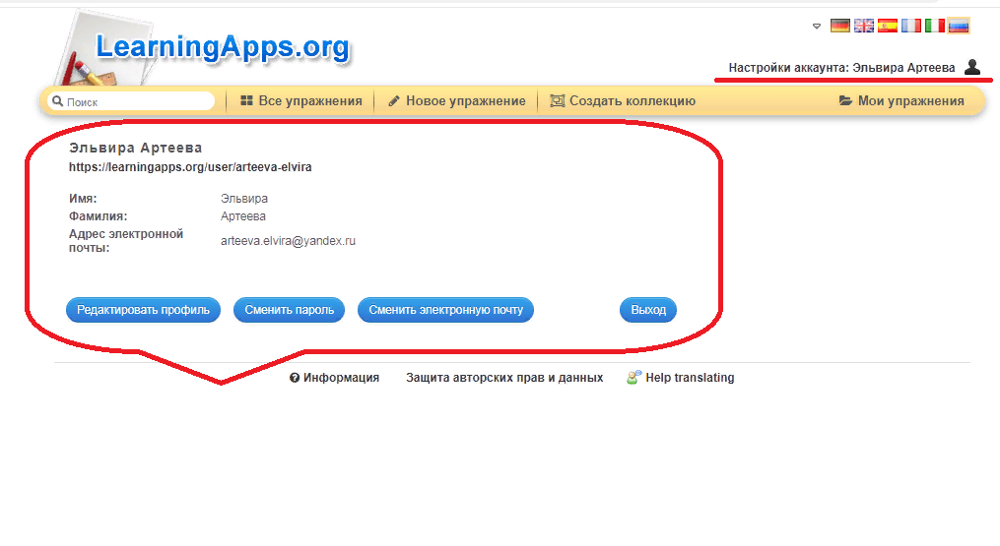 LearningApps.org
Настройки аккаунта: Эльвира Артеева
Поиск
Все упражнения
Новое упражнение
Создать коллекцию
Мои упражнения
Эльвира Артеева
https://learningapps.org/user/arteeva-elvira
Имя: Эльвира
Фамилия: Артеева
Адрес электронной
почты: arteeva.elvira@yandex.ru
Редактировать профиль
Сменить пароль
Сменить электронную почту
Выход
Информация
Защита авторских прав и данных
Help translating